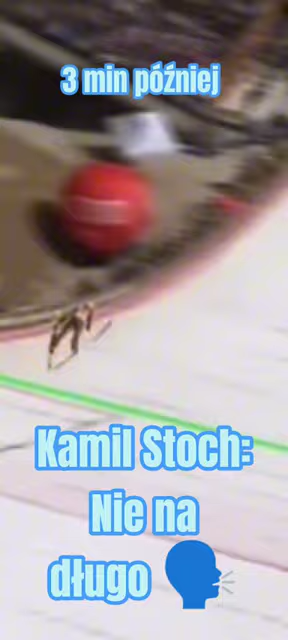 3 min później
Kamil Stoch:
Nie na
długo 🗣️